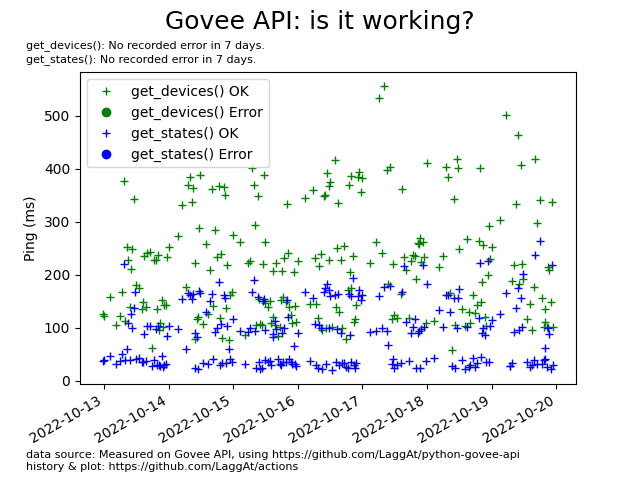 Govee API: is it working?
get_devices(): No recorded error in 7 days.
get_states(): No recorded error in 7 days.
get_devices() OK
get_devices() Error
get_states() OK
get_states() Error
Ping (ms)
500
400
300
200
100
0
2022-10-13
2022-10-14
2022-10-15
2022-10-16
2022-10-17
2022-10-18
2022-10-19
2022-10-20
data source: Measured on Govee API, using https://github.com/LaggAt/python-govee-api
history & plot: https://github.com/LaggAt/actions